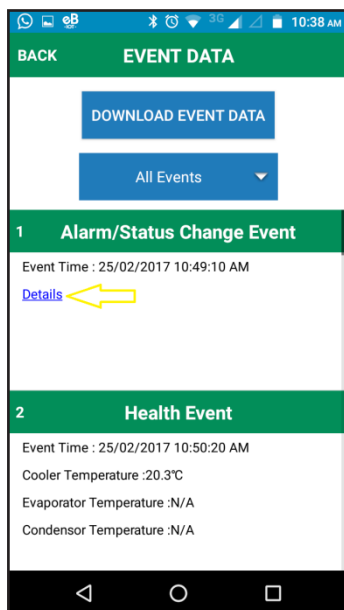 eB
3G
10:38 AM
BACK
EVENT DATA
DOWNLOAD EVENT DATA
All Events
1 Alarm/Status Change Event
Event Time : 25/02/2017 10:49:10 AM
Details
2 Health Event
Event Time : 25/02/2017 10:50:20 AM
Cooler Temperature :20.3°C
Evaporator Temperature :N/A
Condensor Temperature :N/A